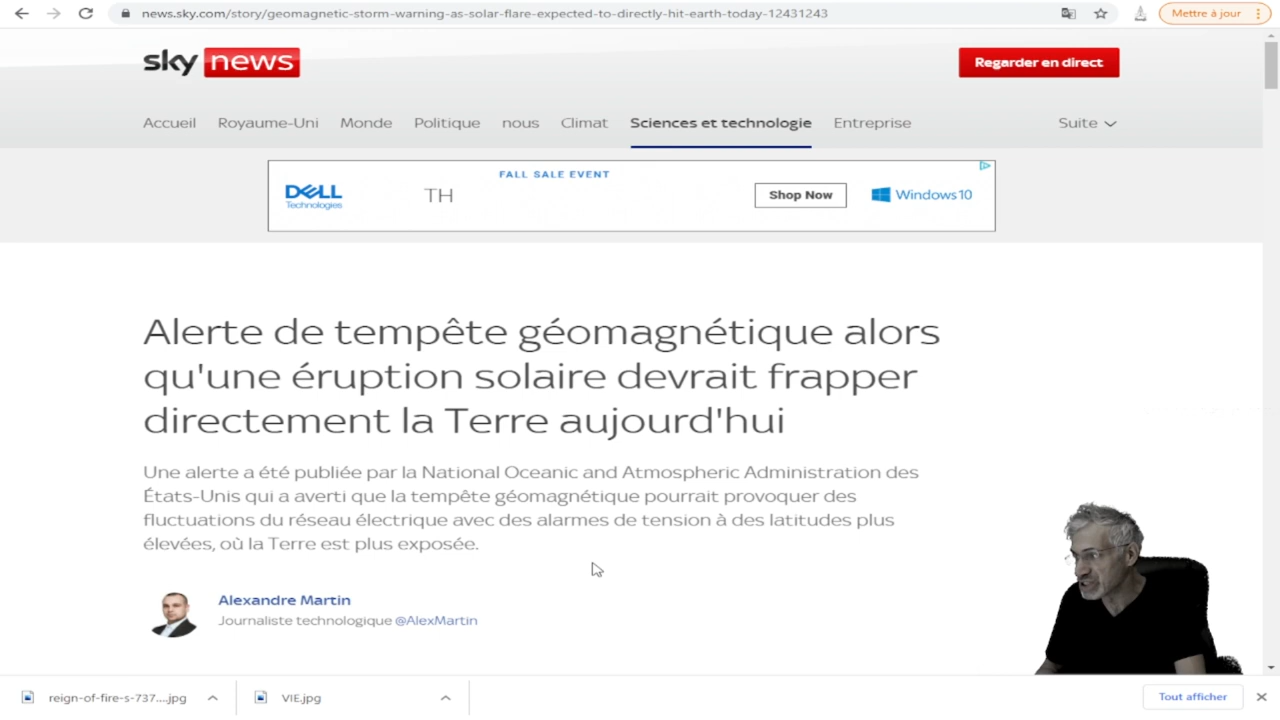 news.sky.com/story/geomagnetic-storm-warning-as-solar-flare-expected-to-directly-hit-earth-today-12431243
Mettre à jour
sky news
Regarder en direct
Accueil Royaume-Uni Monde Politique nous Climat Sciences et technologie Entreprise Suite
FALL SALE EVENT
DELL
Technologies
TH
Shop Now
Windows 10
Alerte de tempête géomagnétique alors
qu'une éruption solaire devrait frapper
directement la Terre aujourd'hui
Une alerte a été publiée par la National Oceanic and Atmospheric Administration des
États-Unis qui a averti que la tempête géomagnétique pourrait provoquer des
fluctuations du réseau électrique avec des alarmes de tension à des latitudes plus
élevées, où la Terre est plus exposée.
Alexandre Martin
Journaliste technologique @AlexMartin
reign-of-fire-s-737....jpg
VIE.jpg
Tout afficher